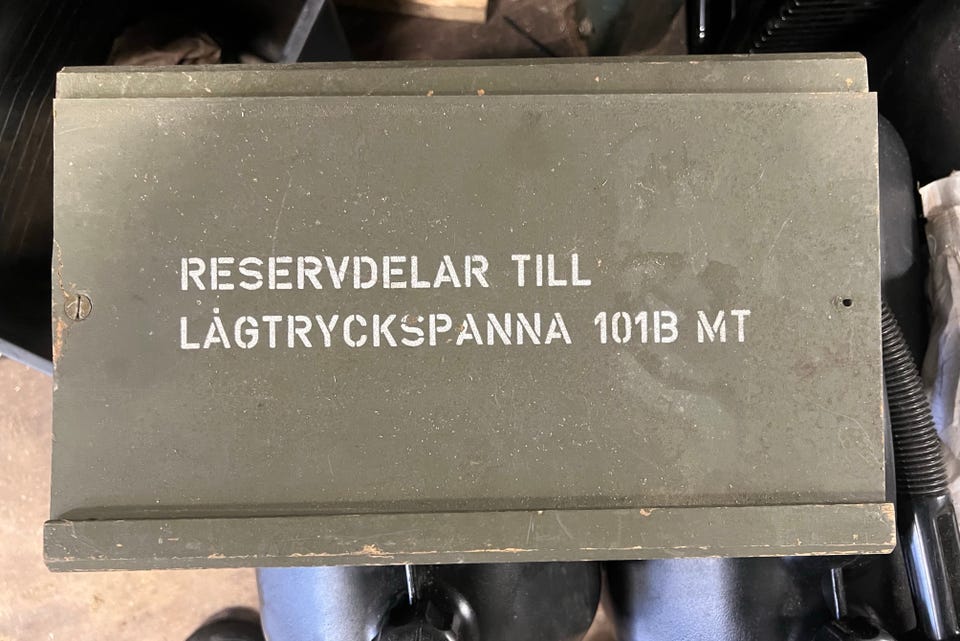 RESERVDELAR TILL
LÅGTRYCKSPANNA 101B MT